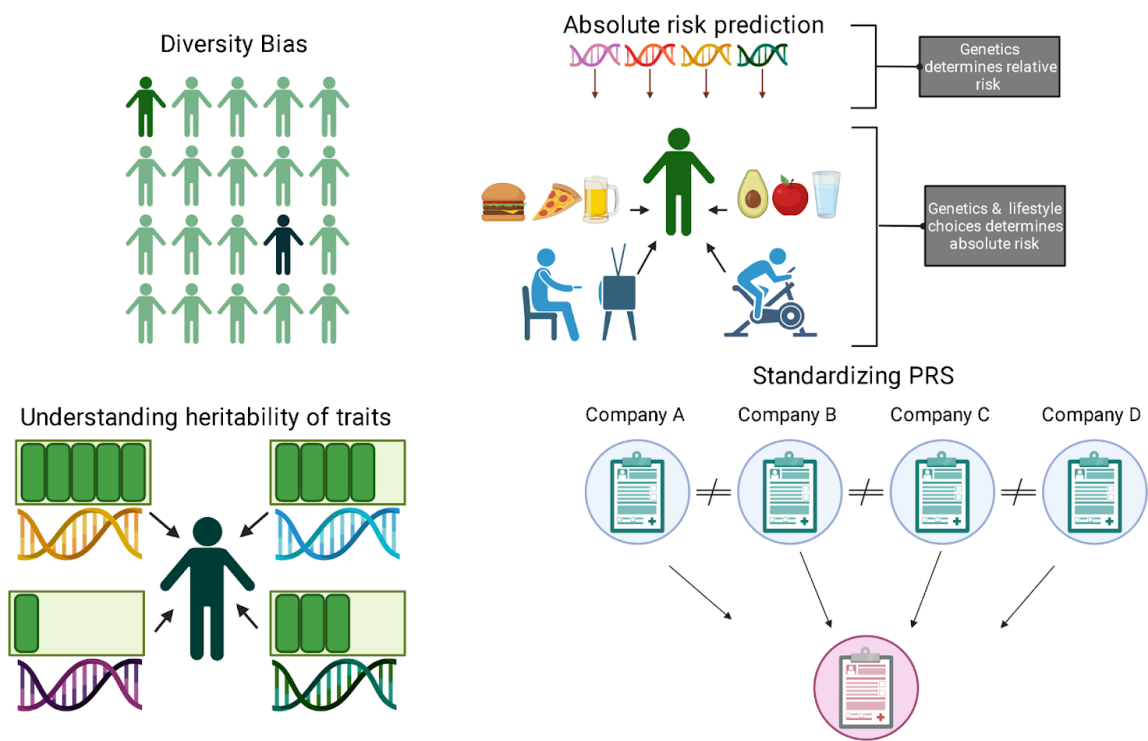 Diversity Bias
Absolute risk prediction
Genetics
determines relative
risk
Genetics & lifestyle
choices determines
absolute risk
Understanding heritability of traits
Standardizing PRS
Company A
Company B
Company C
Company D